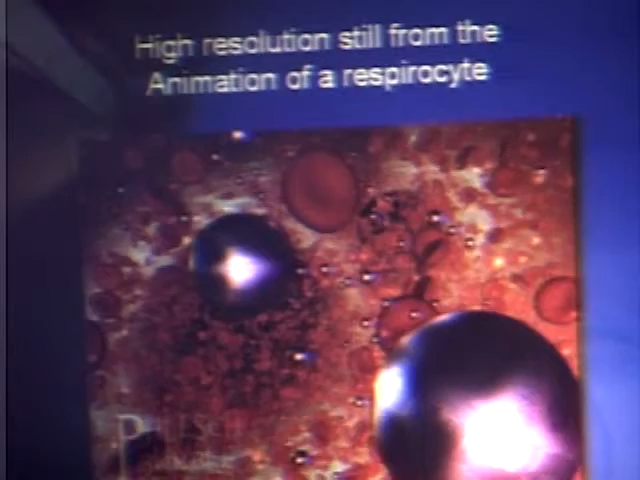 High resolution still from the
Animation of a respirocyte